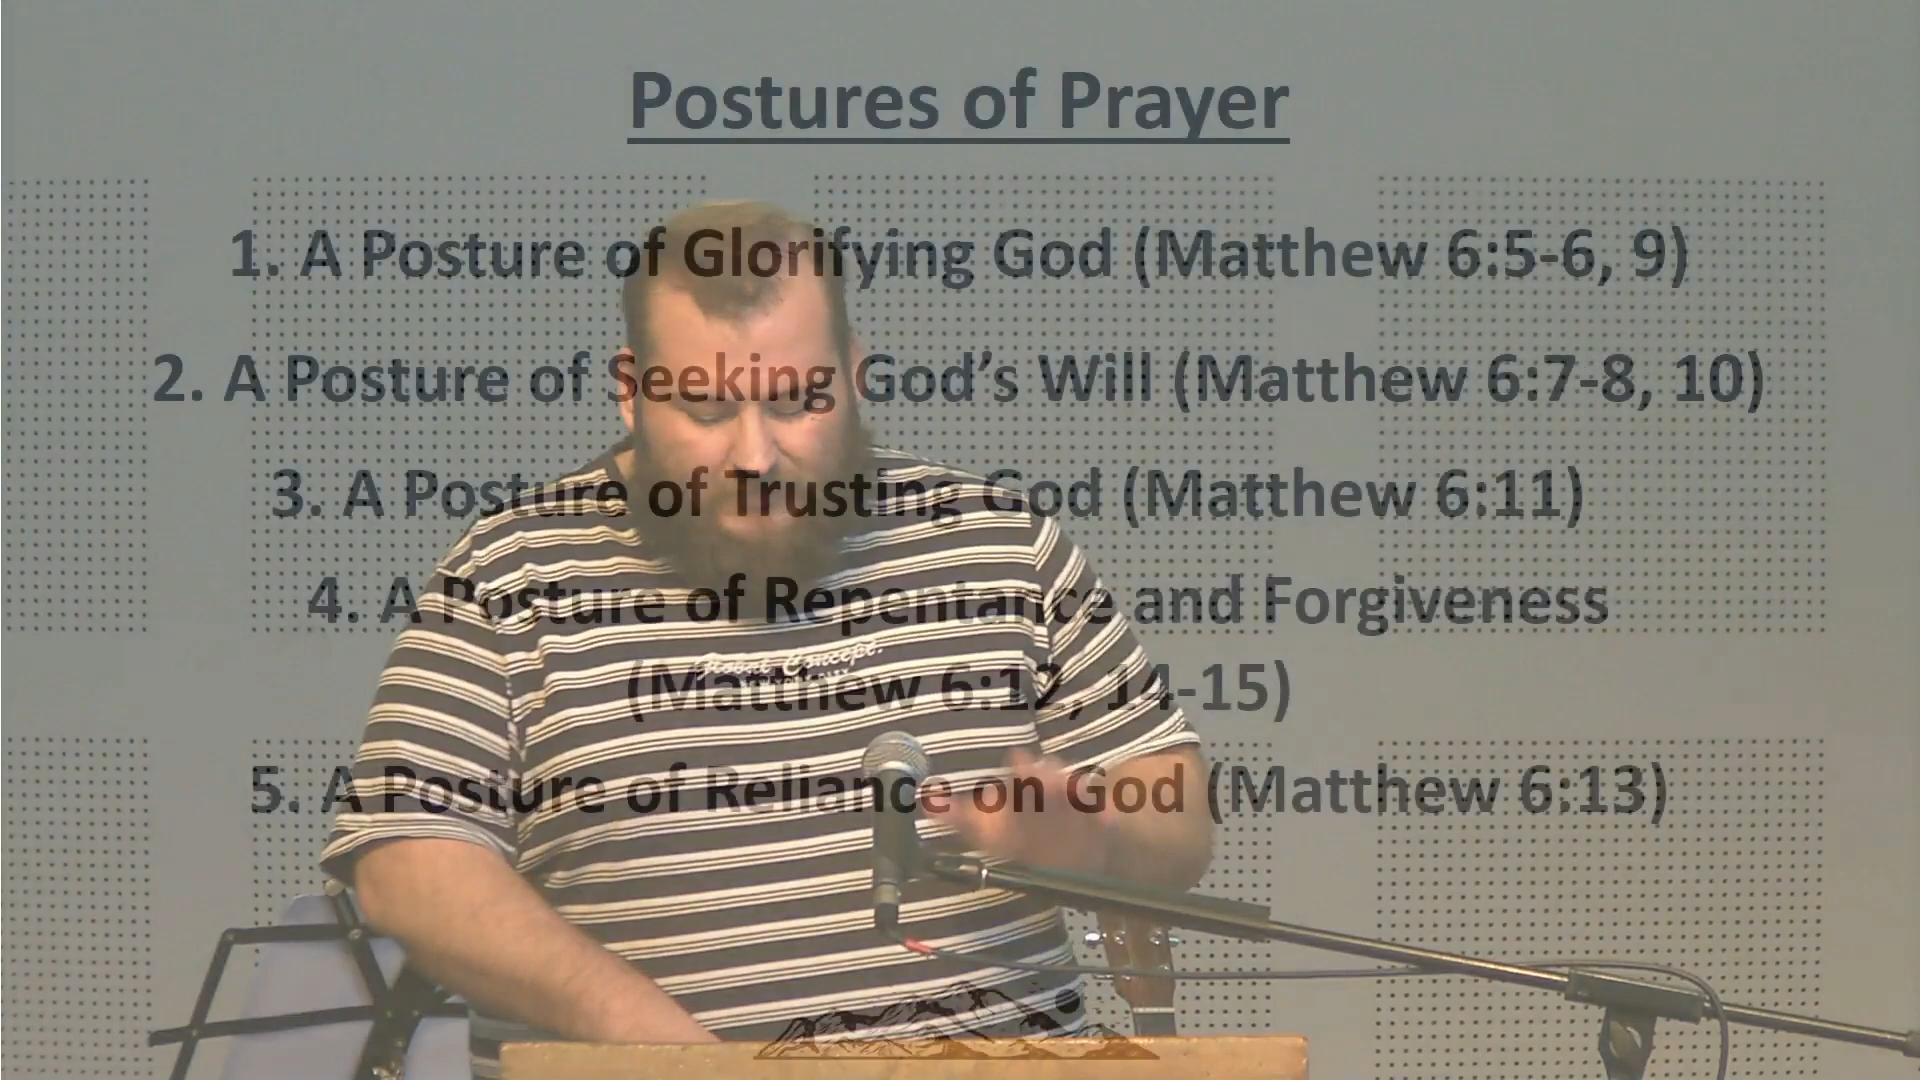 Postures of Prayer
1. A Posture of Glorifying God (Matthew 6:5-6, 9)
2. A Posture of Seeking God’s Will (Matthew 6:7-8, 10)
3. A Posture of Trusting God (Matthew 6:11)
4. A Posture of Repentance and Forgiveness
(Matthew 6:12, 14-15)
5. A Posture of Reliance on God (Matthew 6:13)
Global Concept.